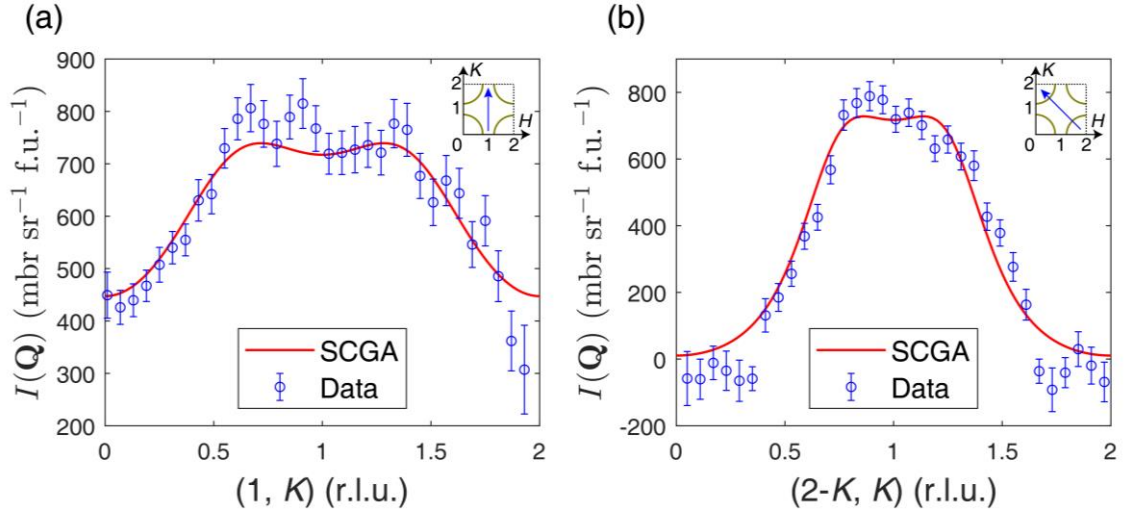 (a)
I(Q) (mbr sr⁻¹ f.u.⁻¹)
900
800
700
600
500
400
300
200
0
0.5
1
1.5
2
(1, K) (r.l.u.)
SCGA
Data
K
2
1
0
1
2
H
(b)
I(Q) (mbr sr⁻¹ f.u.⁻¹)
800
600
400
200
0
-200
0
0.5
1
1.5
2
(2-K, K) (r.l.u.)
SCGA
Data
K
2
1
0
1
2
H